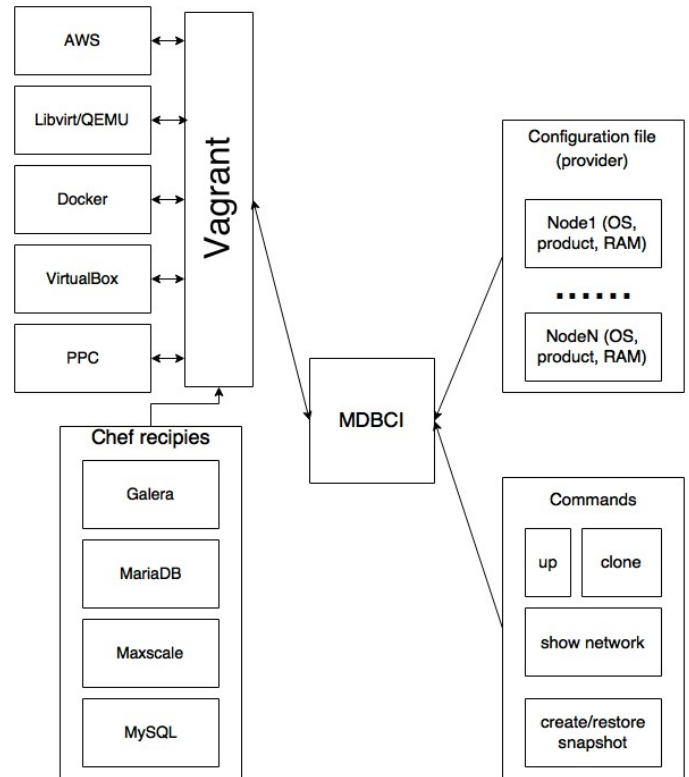 AWS
Libvirt/QEMU
Docker
VirtualBox
PPC
Vagrant
Chef recipies
Galera
MariaDB
Maxscale
MySQL
MDBCI
Configuration file
(provider)
Node1 (OS,
product, RAM)
......
NodeN (OS,
product, RAM)
Commands
up
clone
show network
create/restore
snapshot